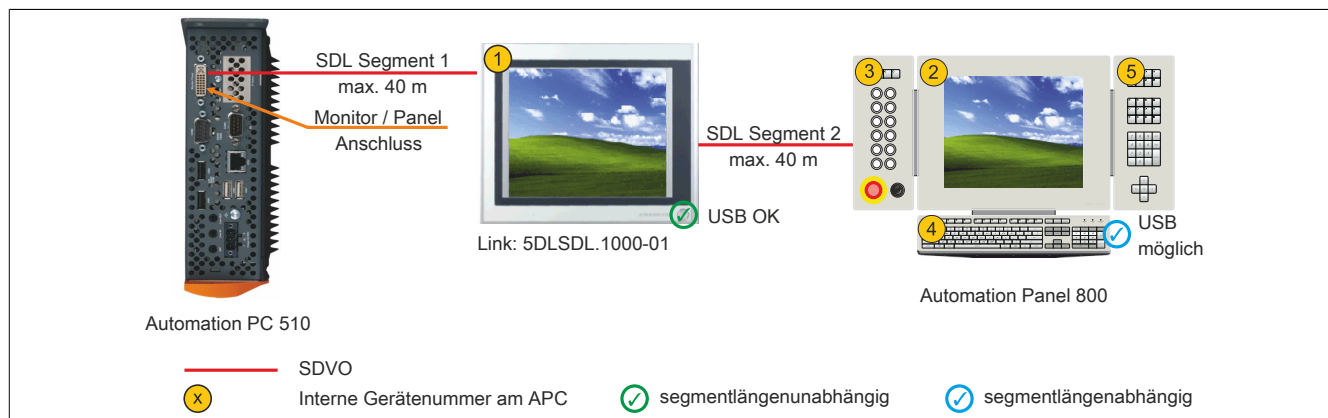 SDL Segment 1
max. 40 m
Monitor / Panel
Anschluss
1
SDL Segment 2
max. 40 m
3
2
5
4
USB OK
USB
möglich
Link: 5DLSDL.1000-01
Automation Panel 800
Automation PC 510
SDVO
x Interne Gerätenummer am APC
segmentlängenunabhängig
segmentlängenabhängig